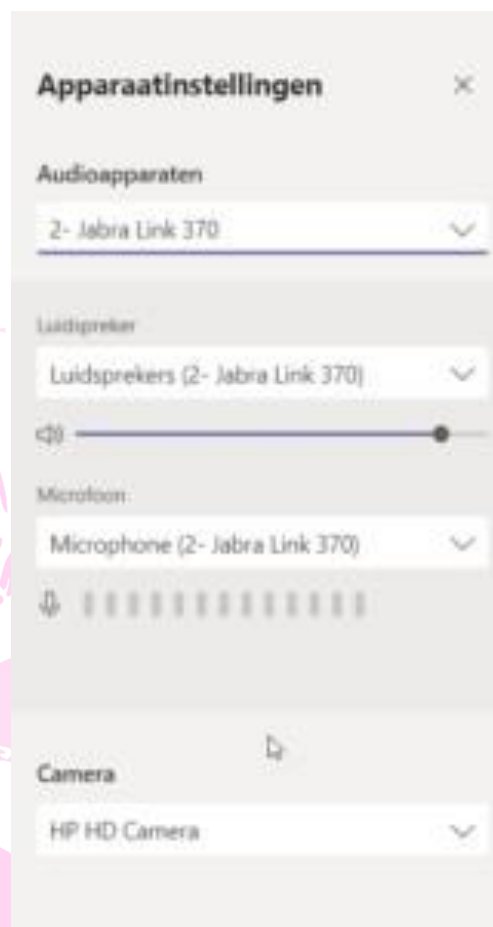 Apparaatinstellingen
Audioapparaten
2- Jabra Link 370
Luidspreker
Luidsprekers (2- Jabra Link 370)
Microfoon
Microphone (2- Jabra Link 370)
Camera
HP HD Camera